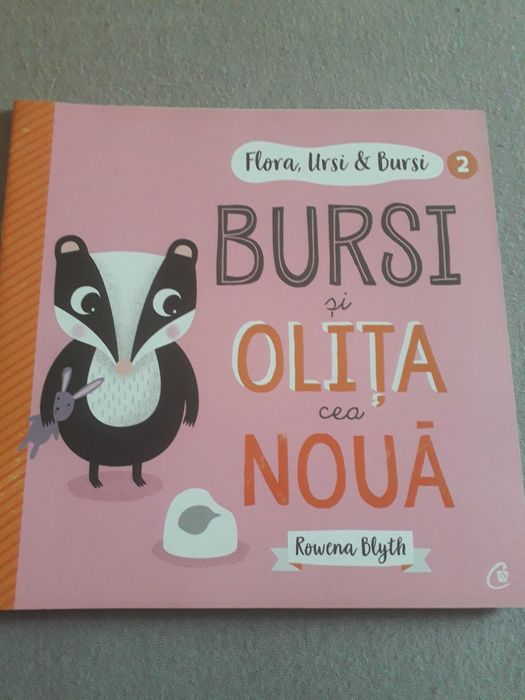 Flora, Ursi & Bursi 2
BURSI
și
OLIȚA
cea
NOUĂ
Rowena Blyth